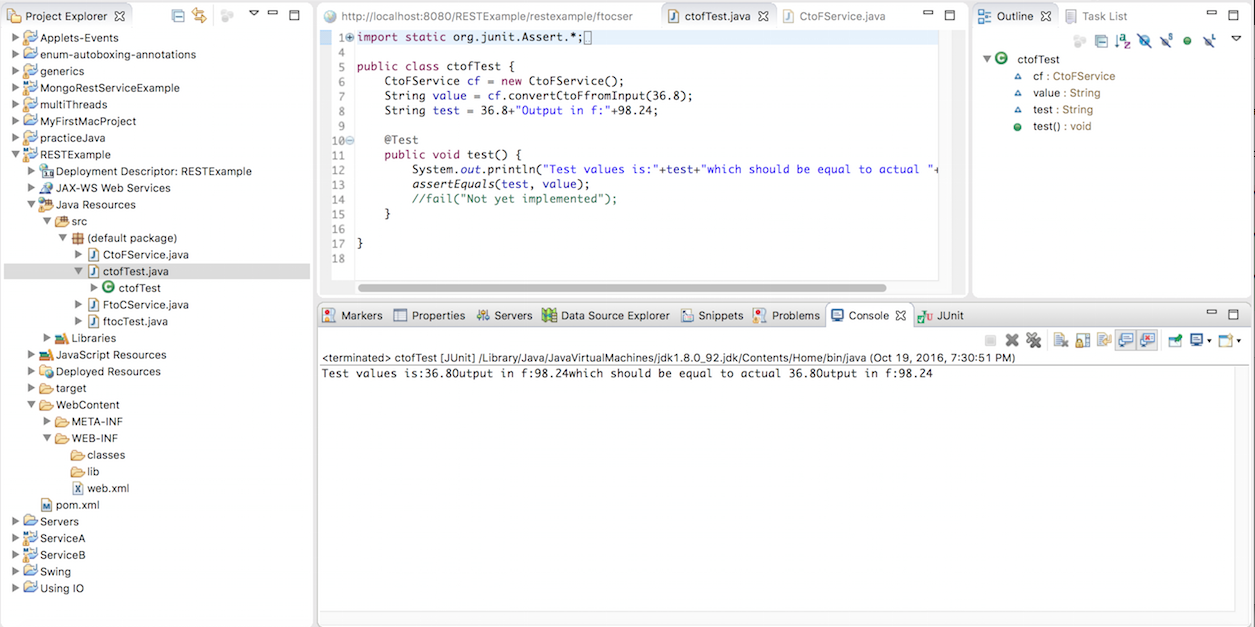 Project Explorer
Applets-Events
enum-autoboxing-annotations
generics
MongoRestServiceExample
multiThreads
MyFirstMacProject
practiceJava
RESTExample
Deployment Descriptor: RESTExample
JAX-WS Web Services
Java Resources
src
(default package)
CtoFService.java
ctofTest.java
ctofTest
FtoCService.java
ftocTest.java
Libraries
JavaScript Resources
Deployed Resources
target
WebContent
META-INF
WEB-INF
classes
lib
web.xml
pom.xml
Servers
ServiceA
ServiceB
Swing
Using IO
http://localhost:8080/RESTExample/restexample/ftocser
ctofTest.java
CtoFService.java
1 import static org.junit.Assert.*;
4
5 public class ctofTest {
6 CtoFService cf = new CtoFService();
7 String value = cf.convertCtoFfromInput(36.8);
8 String test = 36.8+"Output in f:"+98.24;
9
10 @Test
11 public void test() {
12 System.out.println("Test values is:"+test+"which should be equal to actual "+
13 assertEquals(test, value);
14 //fail("Not yet implemented");
15 }
16
17 }
18
Outline
Task List
ctofTest
cf : CtoFService
value : String
test : String
test() : void
Markers
Properties
Servers
Data Source Explorer
Snippets
Problems
Console
JUnit
<terminated> ctofTest [JUnit] /Library/Java/JavaVirtualMachines/jdk1.8.0_92.jdk/Contents/Home/bin/java (Oct 19, 2016, 7:30:51 PM)
Test values is:36.8Output in f:98.24which should be equal to actual 36.8Output in f:98.24